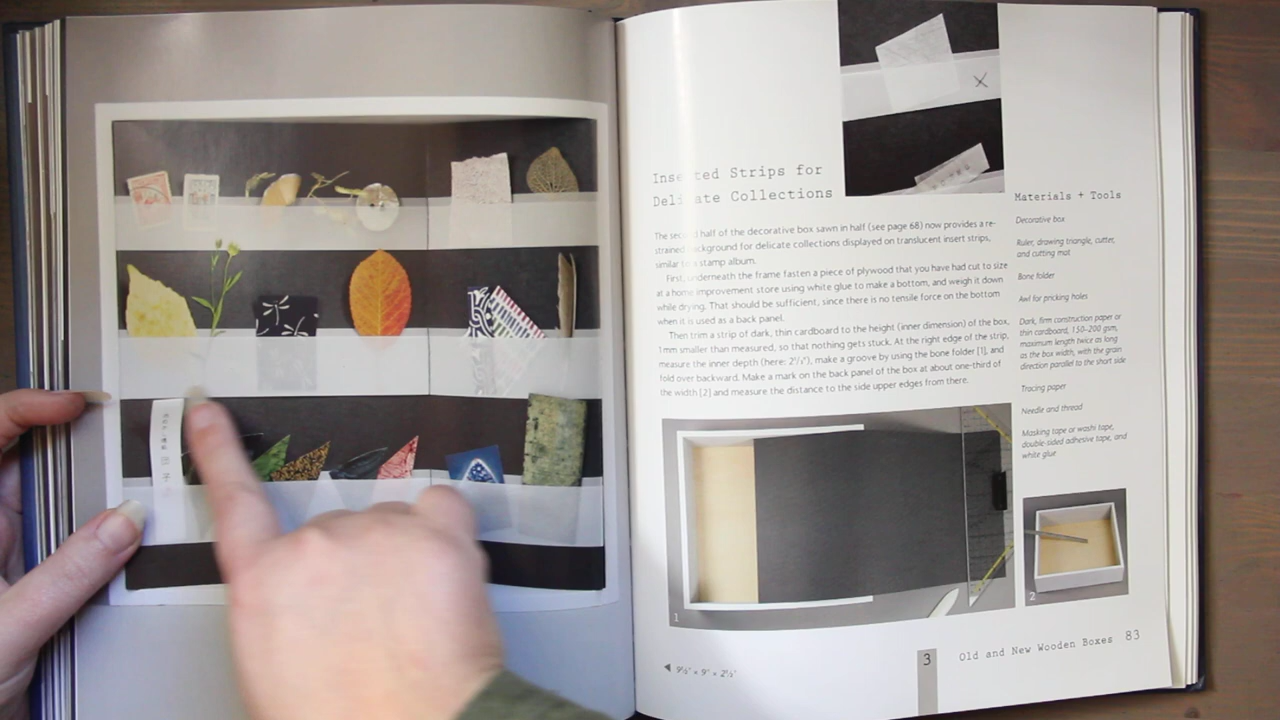 Inserted Strips for
Delicate Collections
The second half of the decorative box sawn in half (see page 68) now provides a re-
strained background for delicate collections displayed on translucent insert strips,
similar to a stamp album.
First, underneath the frame fasten a piece of plywood that you have had cut to size
at a home improvement store using white glue to make a bottom, and weigh it down
while drying. That should be sufficient, since there is no tensile force on the bottom
when it is used as a back panel.
Then trim a strip of dark, thin cardboard to the height (inner dimension) of the box,
1 mm smaller than measured, so that nothing gets stuck. At the right edge of the strip,
measure the inner depth (here: 2⅛"), make a groove by using the bone folder [1], and
fold over backward. Make a mark on the back panel of the box at about one-third of
the width [2] and measure the distance to the side upper edges from there.
Materials + Tools
Decorative box
Ruler, drawing triangle, cutter,
and cutting mat
Bone folder
Awl for pricking holes
Dark, firm construction paper or
thin cardboard, 150–200 gsm,
maximum length twice as long
as the box width, with the grain
direction parallel to the short side
Tracing paper
Needle and thread
Masking tape or washi tape,
double-sided adhesive tape, and
white glue
1
2
◀ 9½" × 9" × 2½"
3 Old and New Wooden Boxes 83